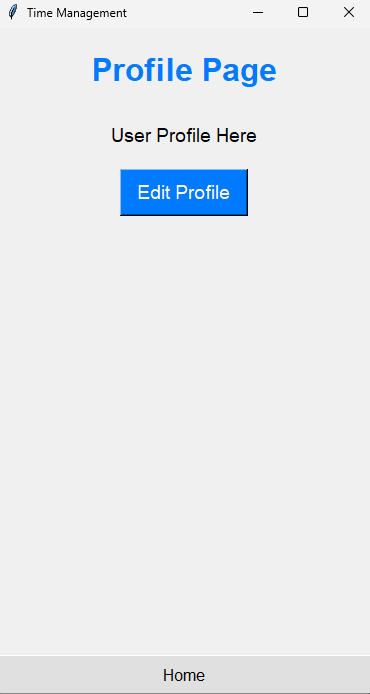 Time Management
Profile Page
User Profile Here
Edit Profile
Home